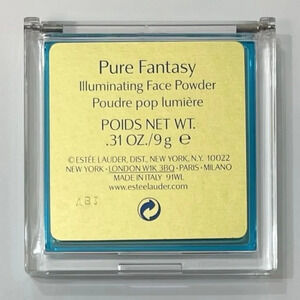 Pure Fantasy
Illuminating Face Powder
Poudre pop lumière
POIDS NET WT.
.31 OZ./9 g ℮
© ESTÉE LAUDER, DIST., NEW YORK, N.Y. 10022
NEW YORK • LONDON W1K 3BQ • PARIS • MILANO
MADE IN ITALY 91WL
www.esteelauder.com